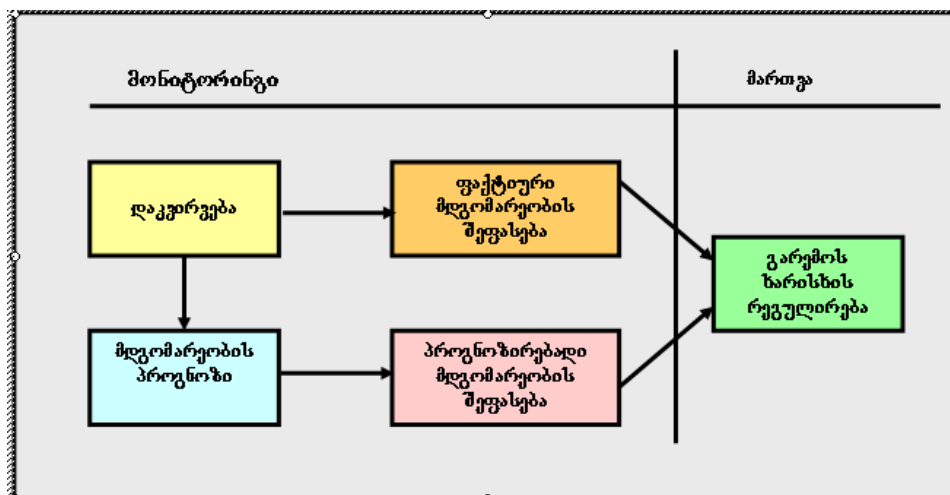 მონიტორინგი
მართვა
დაკვირვება
ფაქტიური
მდგომარეობის
შეფასება
გარემოს
ხარისხის
რეგულირება
მდგომარეობის
პროგნოზი
პროგნოზირებადი
მდგომარეობის
შეფასება